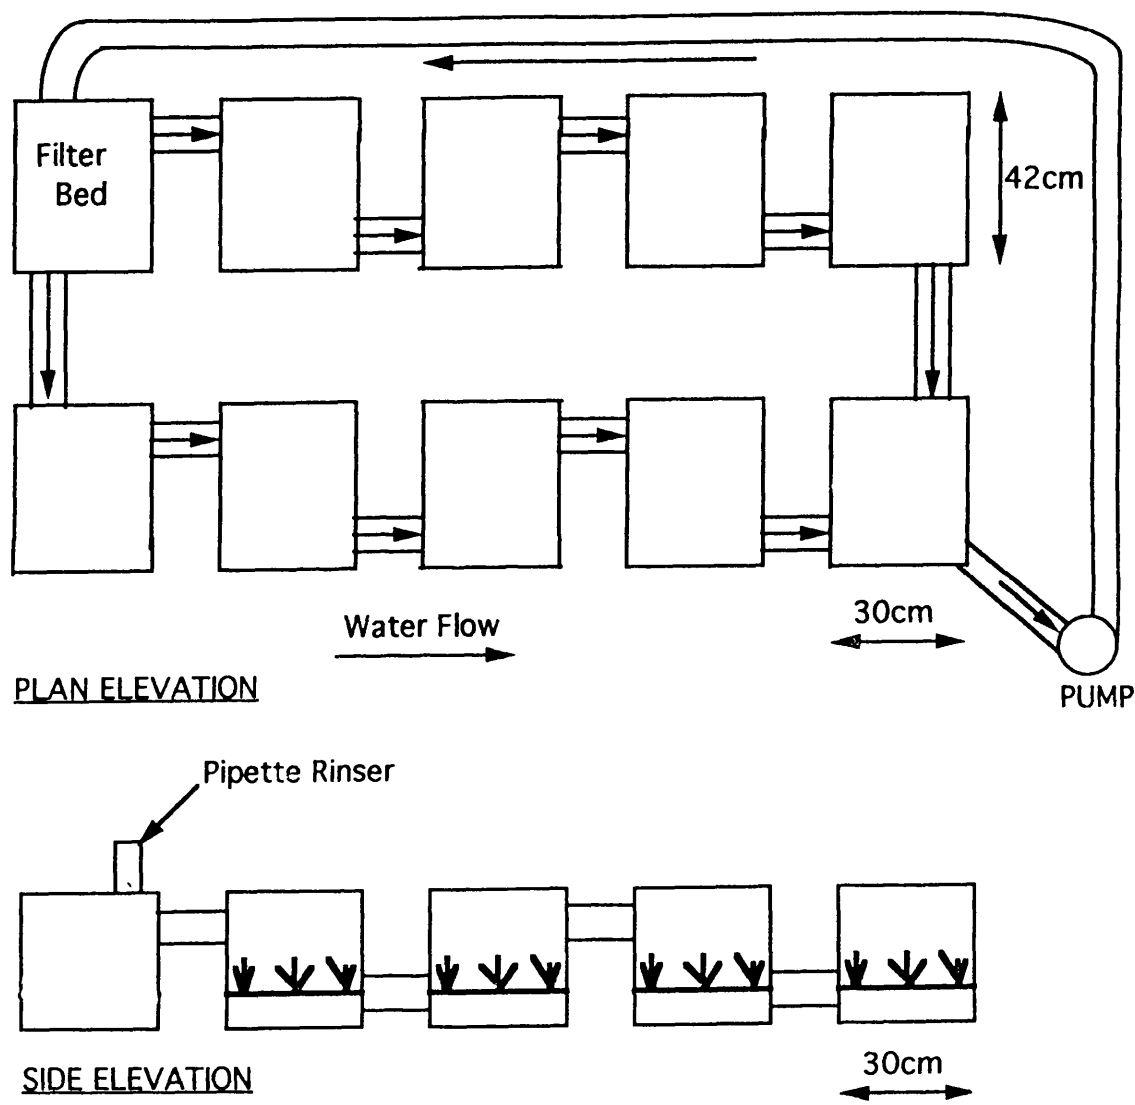 Filter
Bed
42cm
30cm
Water Flow
PLAN ELEVATION
PUMP
Pipette Rinser
30cm
SIDE ELEVATION